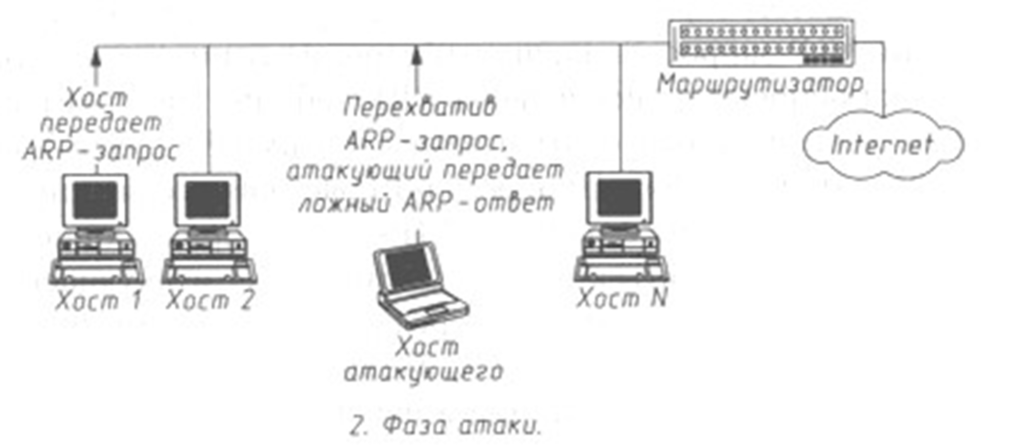 Хост
передает
ARP-запрос
Перехватив
ARP-запрос,
атакующий передает
ложный ARP-ответ
Маршрутизатор
Internet
Хост 1
Хост 2
Хост N
Хост
атакующего
2. Фаза атаки.